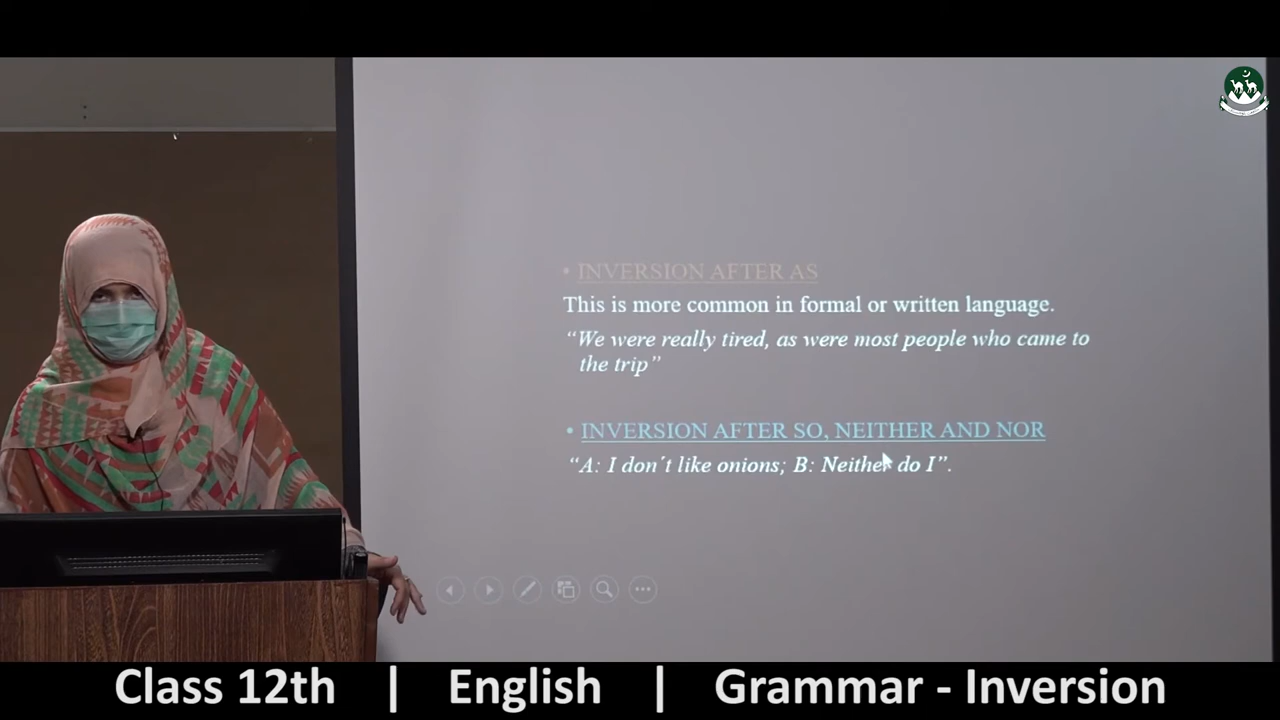 • INVERSION AFTER AS
This is more common in formal or written language.
“We were really tired, as were most people who came to
the trip”
• INVERSION AFTER SO, NEITHER AND NOR
“A: I don´t like onions; B: Neither do I”.
Class 12th | English | Grammar - Inversion